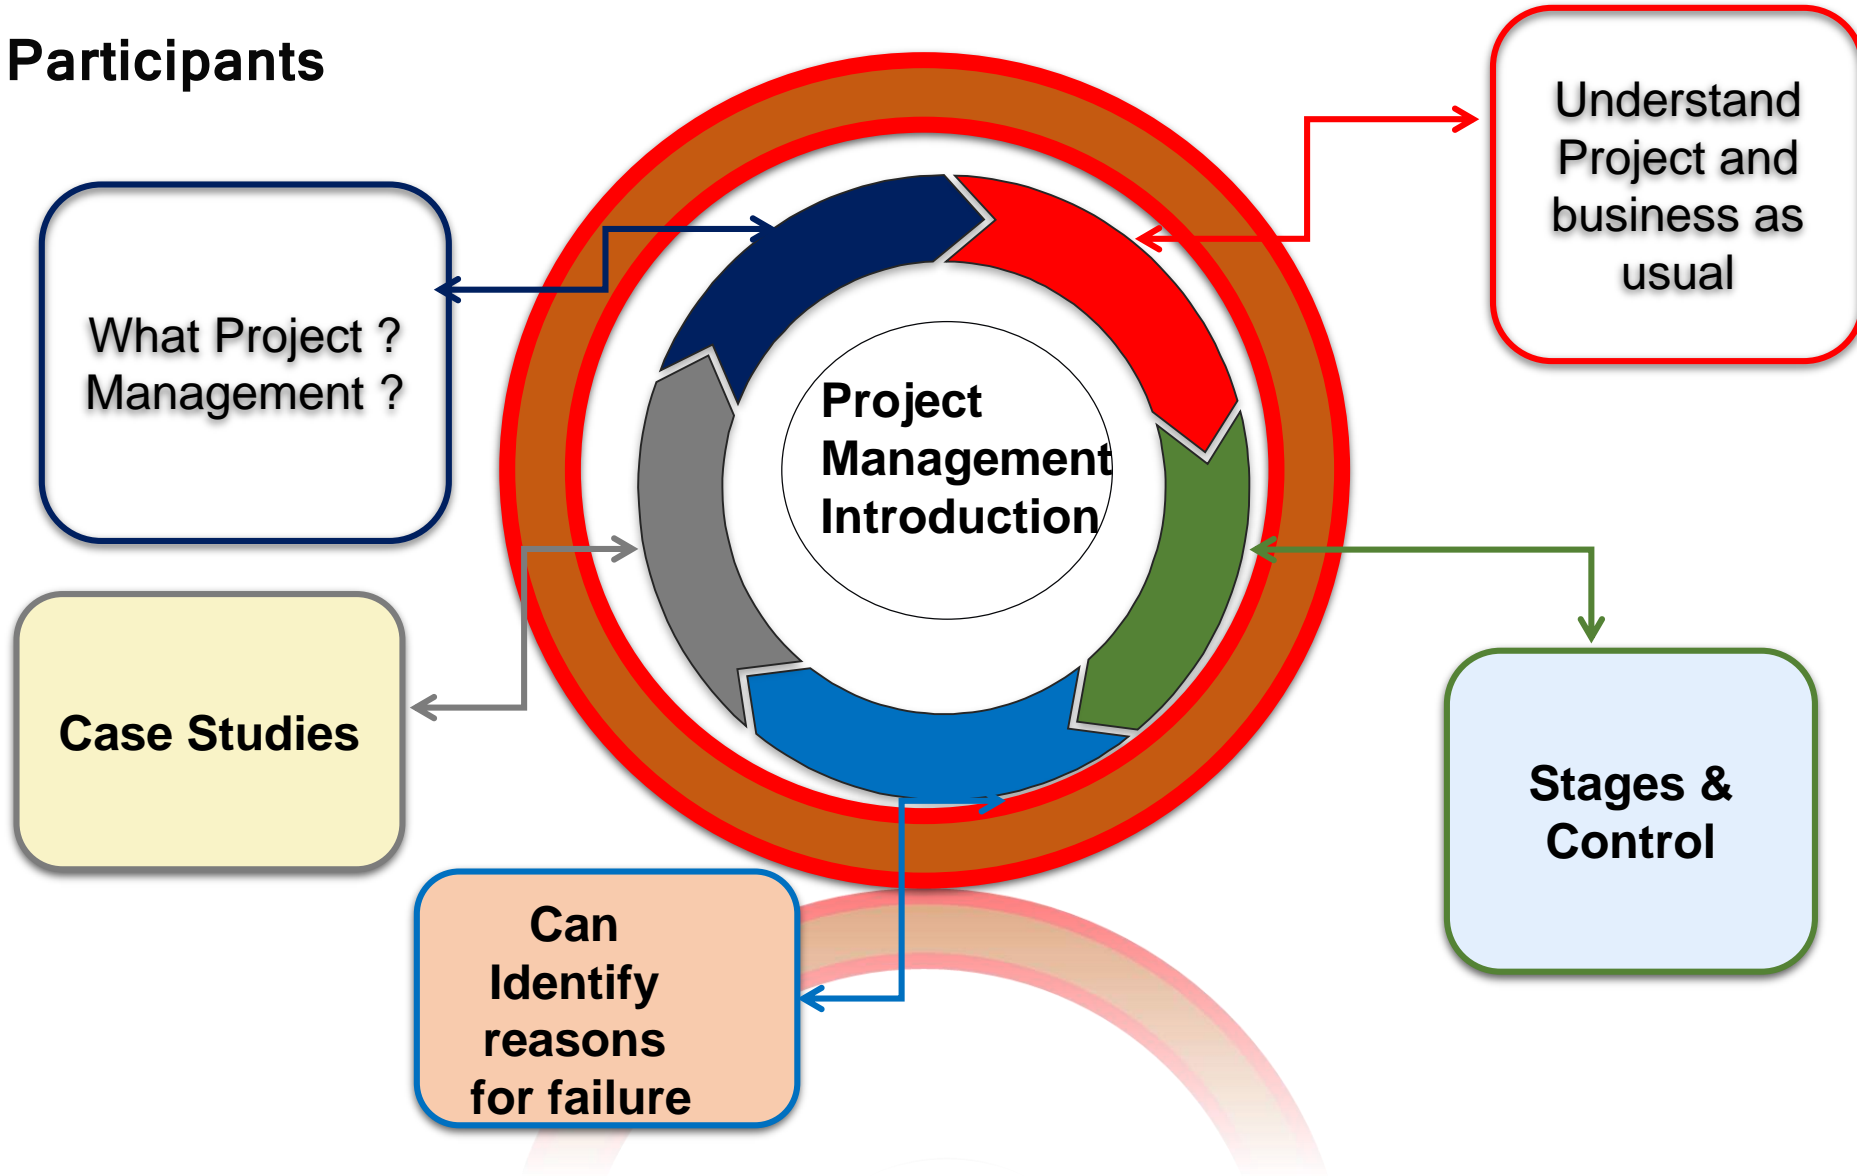 Participants
Understand
Project and
business as
usual
What Project ?
Management ?
Project
Management
Introduction
Case Studies
Stages &
Control
Can
Identify
reasons
for failure